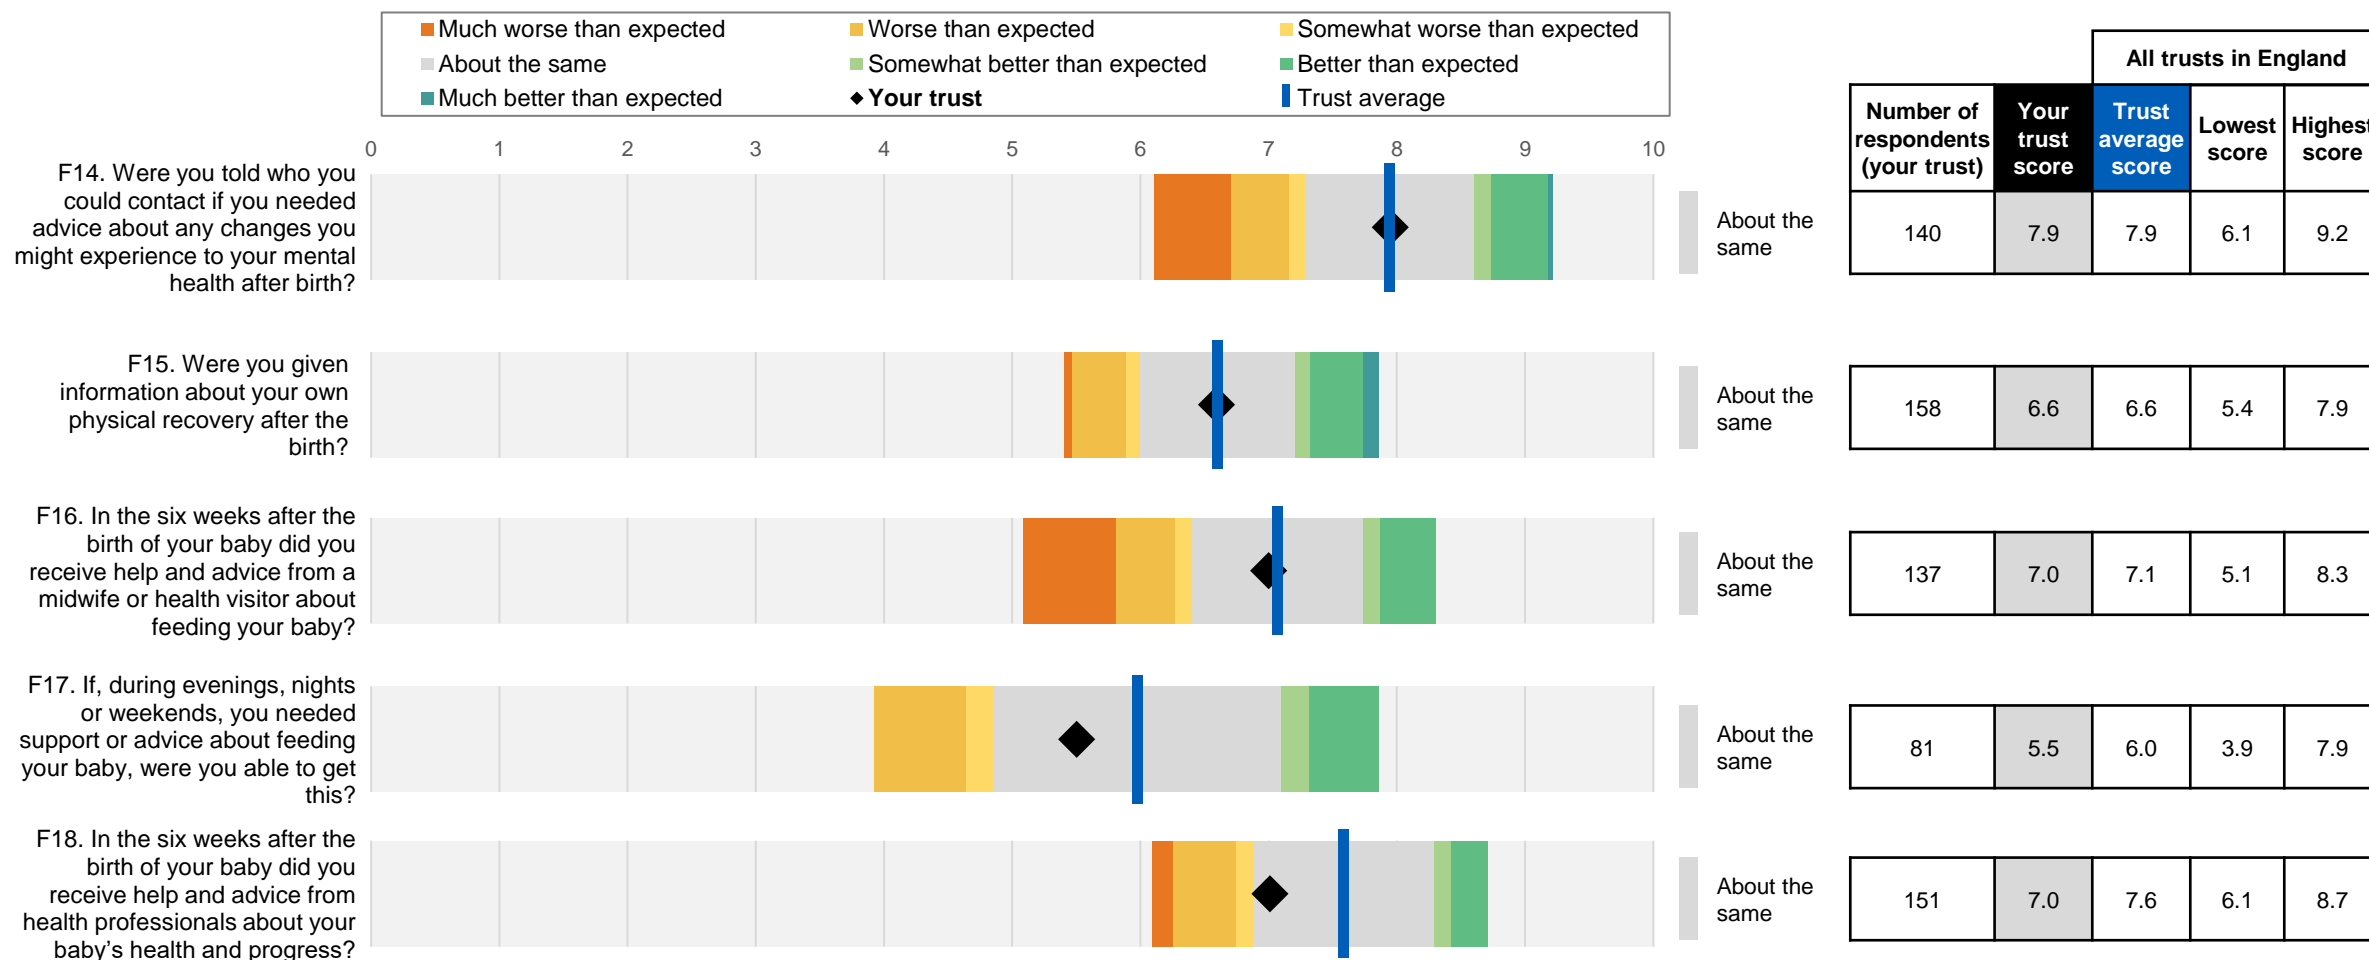 Much worse than expected
Worse than expected
Somewhat worse than expected
About the same
Somewhat better than expected
Better than expected
Much better than expected
Your trust
Trust average
All trusts in England
Number of
respondents
(your trust)
Your
trust
score
Trust
average
score
Lowest
score
Highest
score
0 1 2 3 4 5 6 7 8 9 10
F14. Were you told who you
could contact if you needed
advice about any changes you
might experience to your mental
health after birth?
About the
same
140 7.9 7.9 6.1 9.2
F15. Were you given
information about your own
physical recovery after the
birth?
About the
same
158 6.6 6.6 5.4 7.9
F16. In the six weeks after the
birth of your baby did you
receive help and advice from a
midwife or health visitor about
feeding your baby?
About the
same
137 7.0 7.1 5.1 8.3
F17. If, during evenings, nights
or weekends, you needed
support or advice about feeding
your baby, were you able to get
this?
About the
same
81 5.5 6.0 3.9 7.9
F18. In the six weeks after the
birth of your baby did you
receive help and advice from
health professionals about your
baby's health and progress?
About the
same
151 7.0 7.6 6.1 8.7